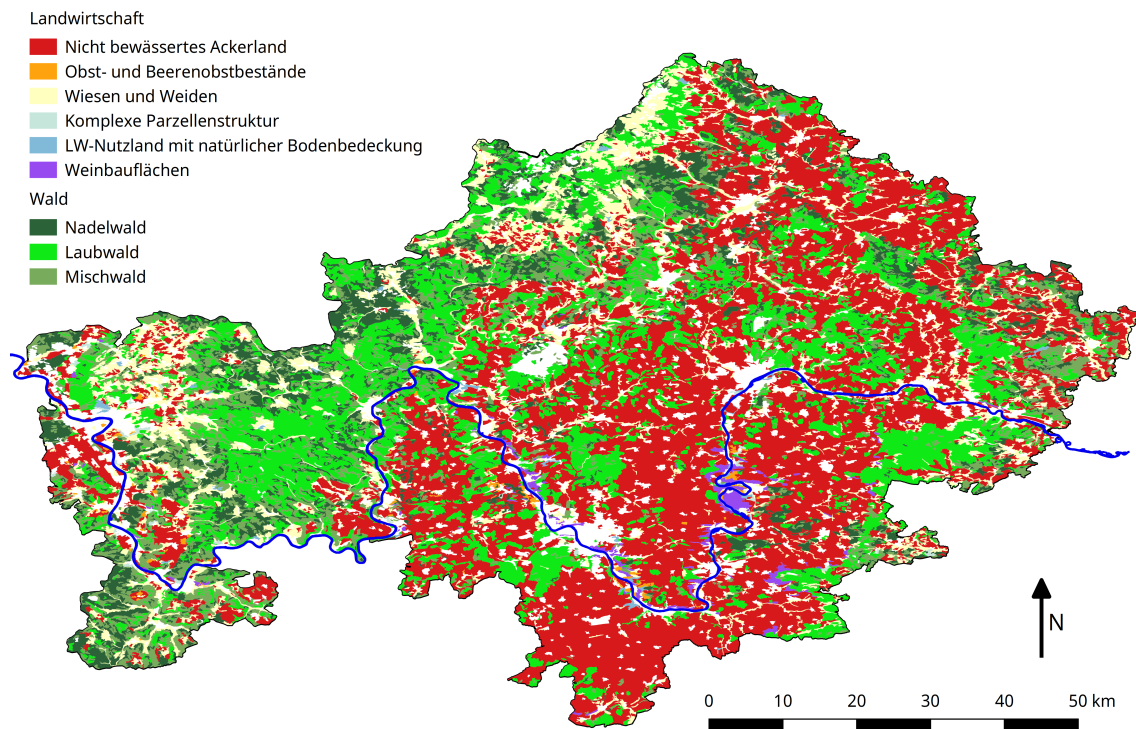 Landwirtschaft
Nicht bewässertes Ackerland
Obst- und Beerenobstbestände
Wiesen und Weiden
Komplexe Parzellenstruktur
LW-Nutzland mit natürlicher Bodenbedeckung
Weinbauflächen
Wald
Nadelwald
Laubwald
Mischwald
N
0 10 20 30 40 50 km